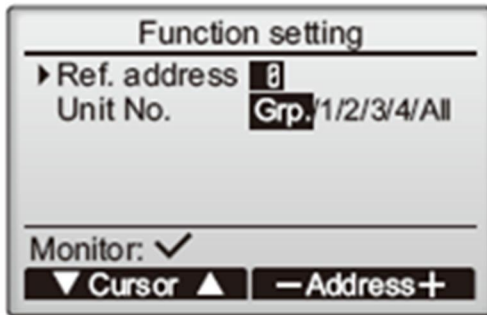 Function setting
▶Ref. address 0
Unit No. Grp./1/2/3/4/All
Monitor: ✓
▼ Cursor ▲ −Address+